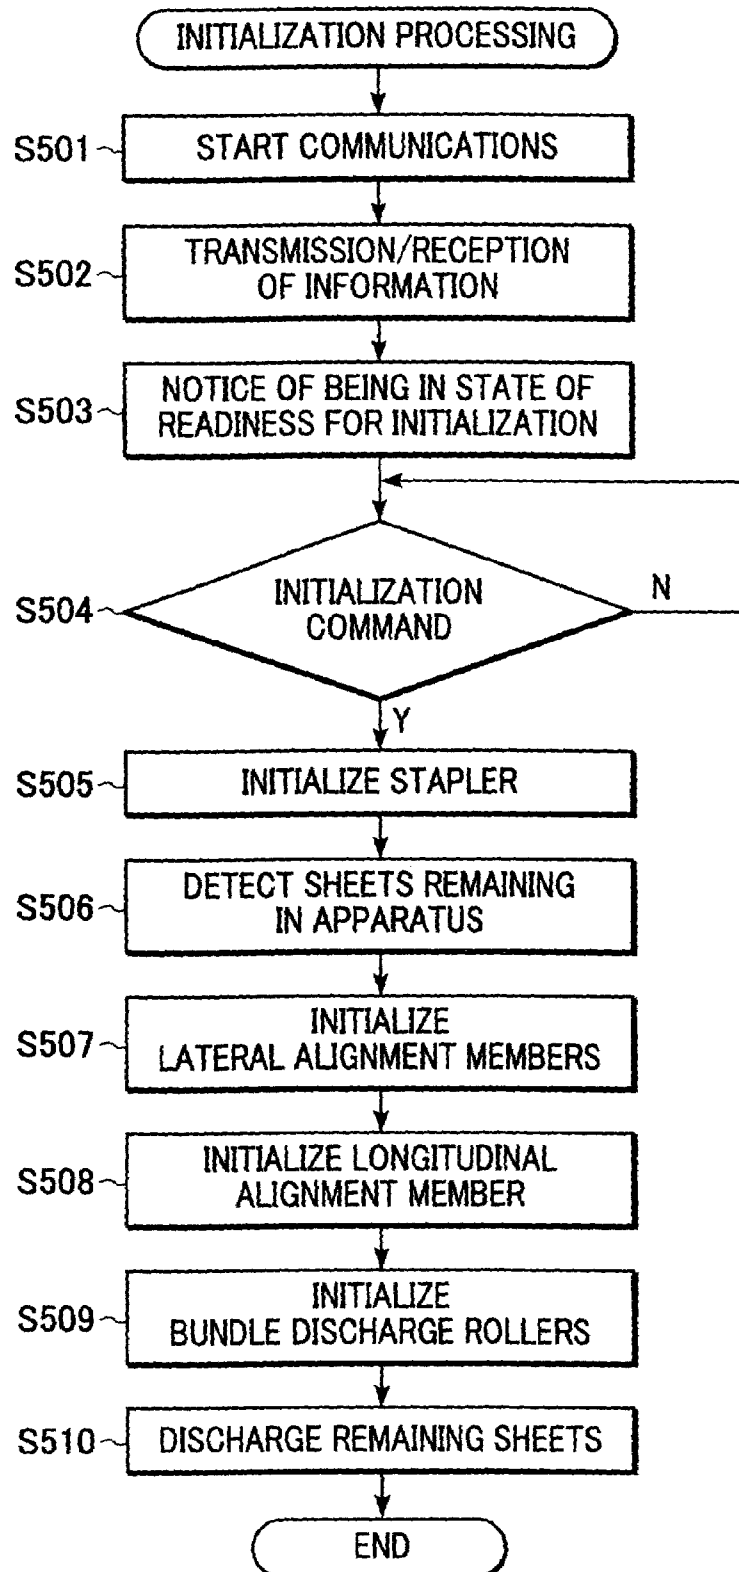 INITIALIZATION PROCESSING
S501
START COMMUNICATIONS
S502
TRANSMISSION/RECEPTION
OF INFORMATION
S503
NOTICE OF BEING IN STATE OF
READINESS FOR INITIALIZATION
S504
INITIALIZATION
COMMAND
N
Y
S505
INITIALIZE STAPLER
S506
DETECT SHEETS REMAINING
IN APPARATUS
S507
INITIALIZE
LATERAL ALIGNMENT MEMBERS
S508
INITIALIZE LONGITUDINAL
ALIGNMENT MEMBER
S509
INITIALIZE
BUNDLE DISCHARGE ROLLERS
S510
DISCHARGE REMAINING SHEETS
END